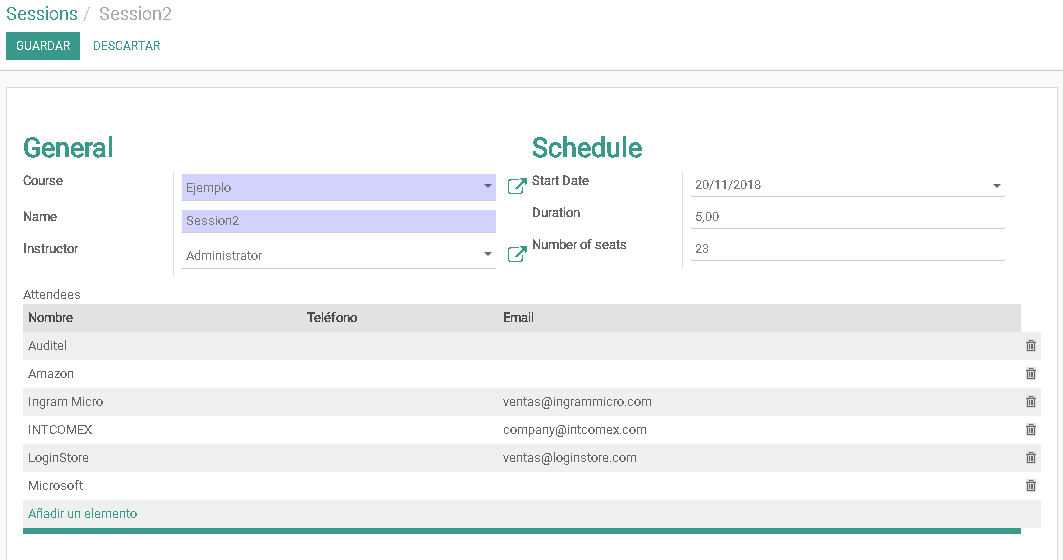 Sessions / Session2
GUARDAR DESCARTAR
General
Course Ejemplo
Name Session2
Instructor Administrator
Schedule
Start Date 20/11/2018
Duration 5,00
Number of seats 23
Attendees
Nombre Teléfono Email
Auditel
Amazon
Ingram Micro ventas@ingrammicro.com
INTCOMEX company@intcomex.com
LoginStore ventas@loginstore.com
Microsoft
Añadir un elemento